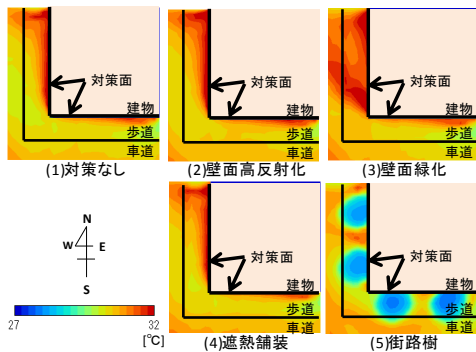 対策面
建物
歩道
車道
(1)対策なし
対策面
建物
歩道
車道
(2)壁面高反射化
対策面
建物
歩道
車道
(3)壁面緑化
N
W E
S
27 32
[℃]
対策面
建物
歩道
車道
(4)遮熱舗装
対策面
建物
歩道
車道
(5)街路樹